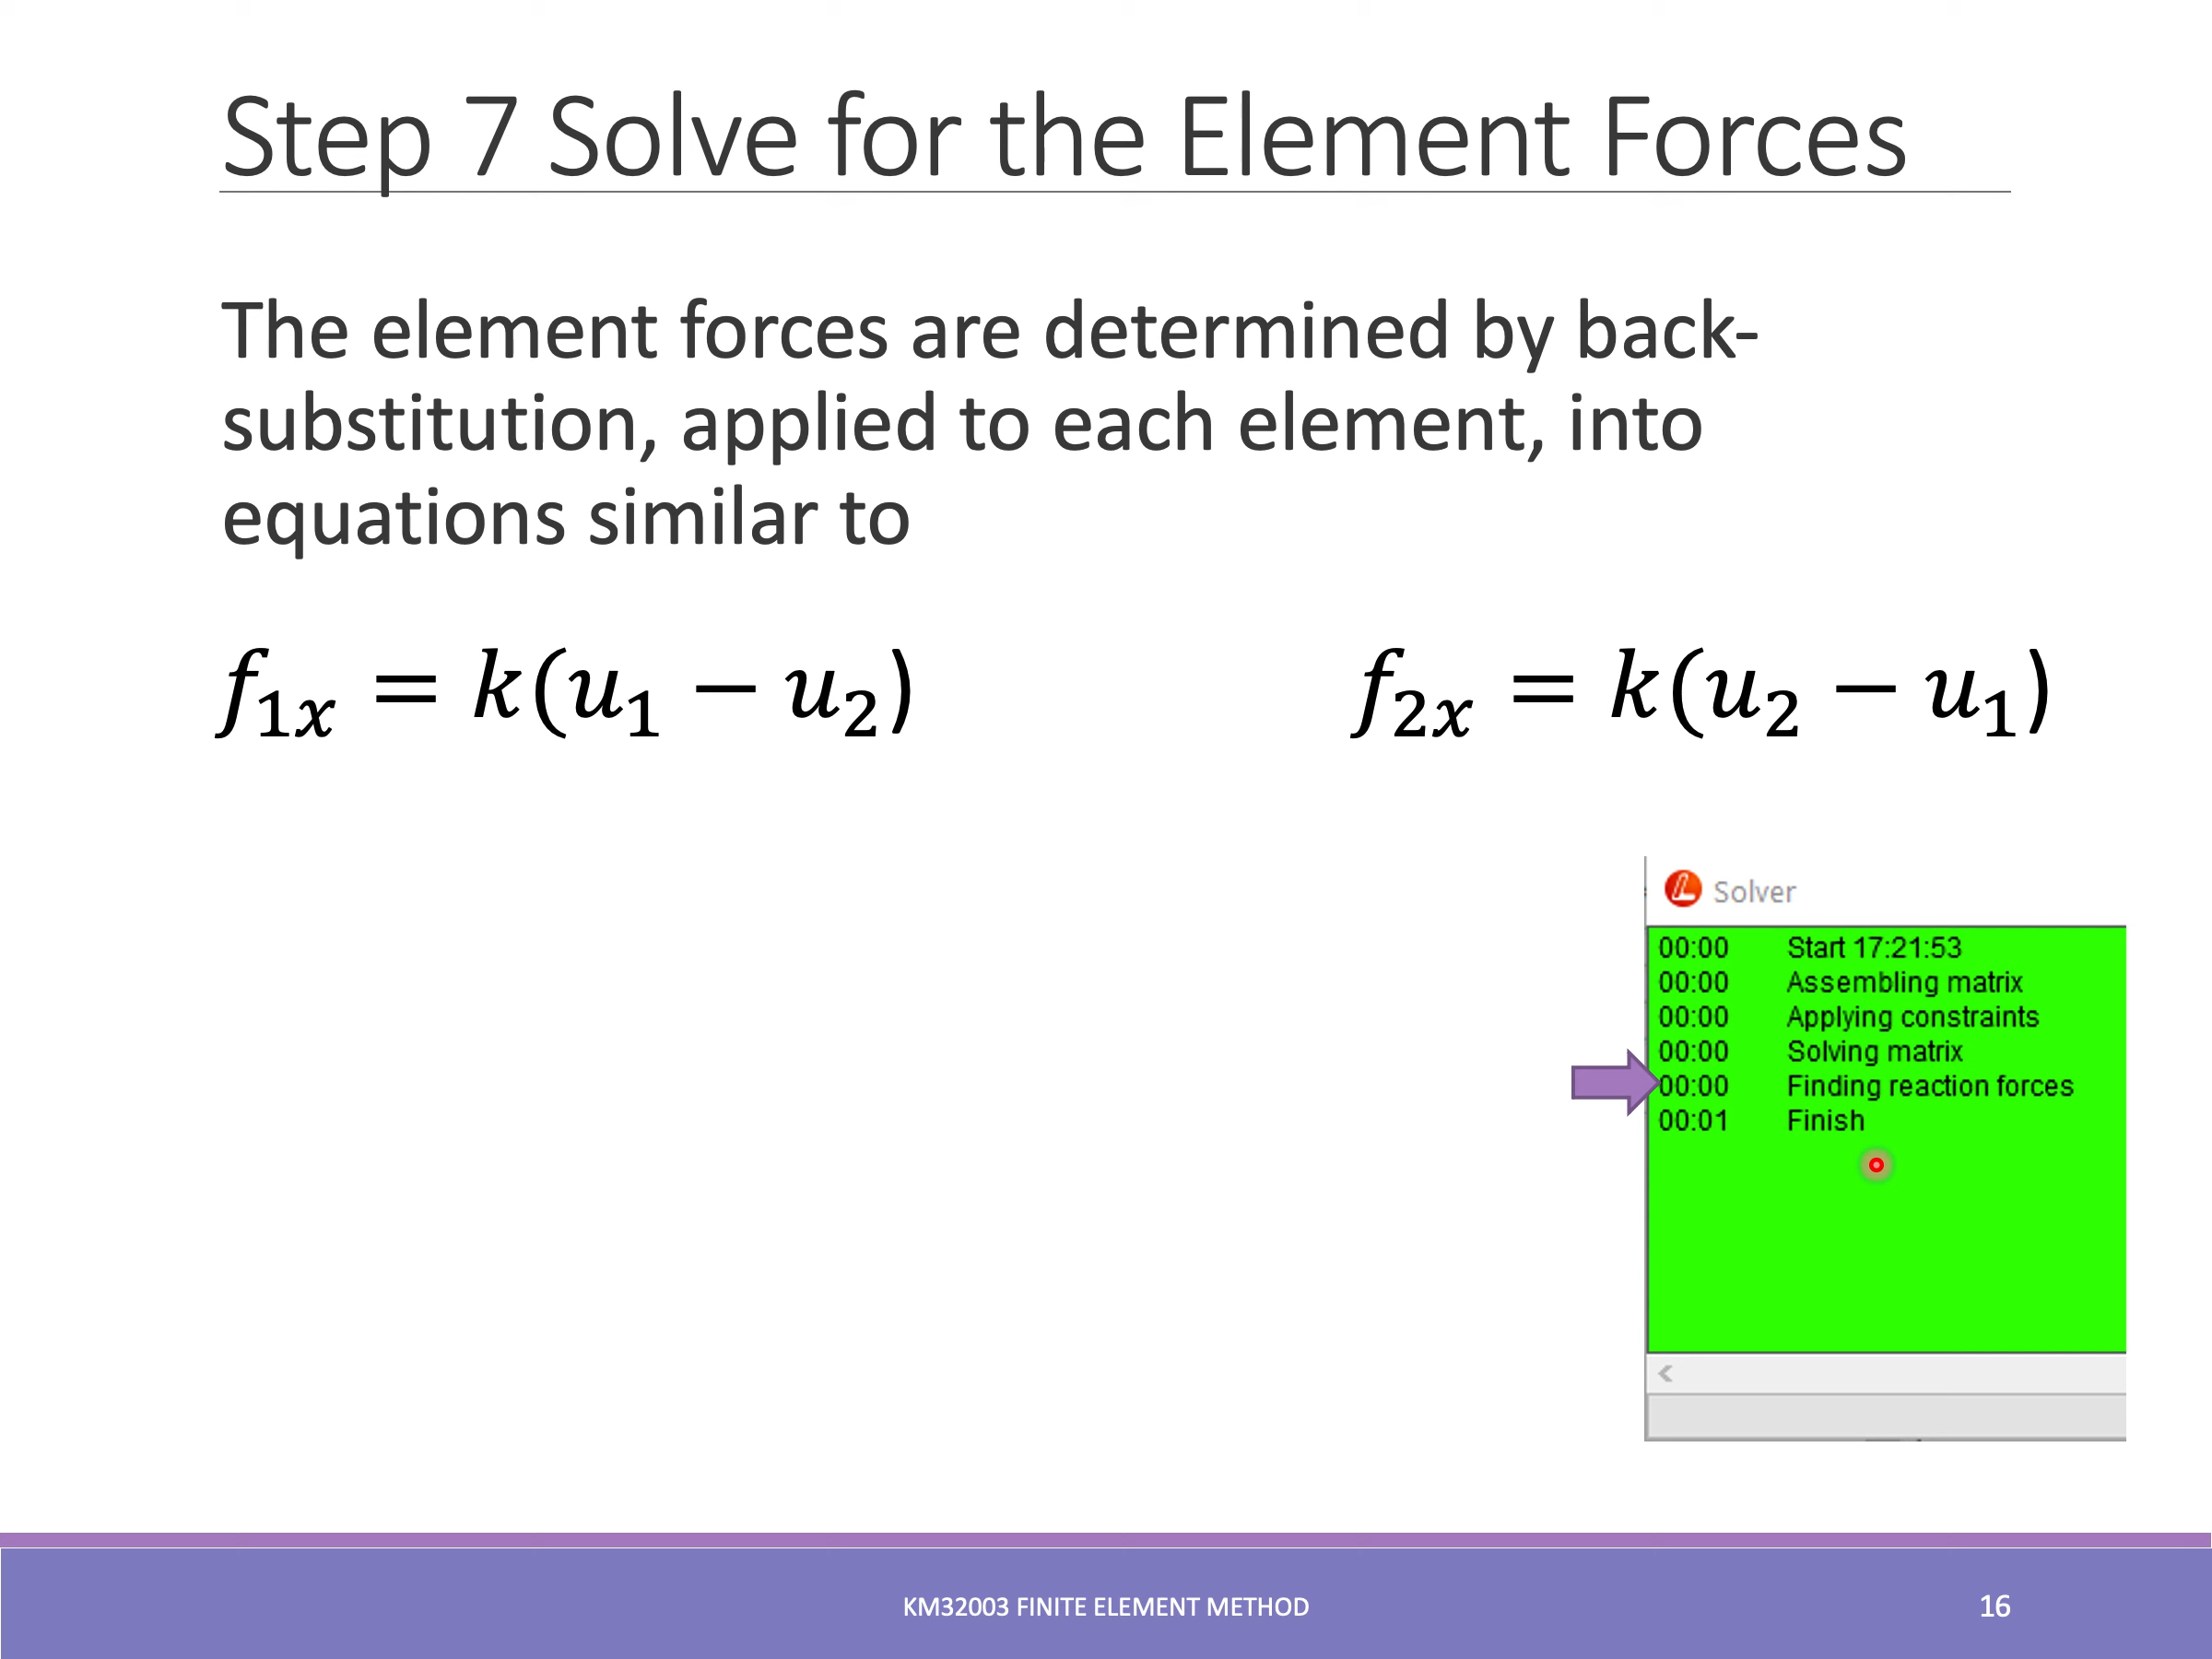 Step 7 Solve for the Element Forces
The element forces are determined by back-
substitution, applied to each element, into
equations similar to
𝑓₁ₓ = 𝑘(𝑢₁ − 𝑢₂)
𝑓₂ₓ = 𝑘(𝑢₂ − 𝑢₁)
Solver
00:00 Start 17:21:53
00:00 Assembling matrix
00:00 Applying constraints
00:00 Solving matrix
00:00 Finding reaction forces
00:01 Finish
KM32003 FINITE ELEMENT METHOD
16